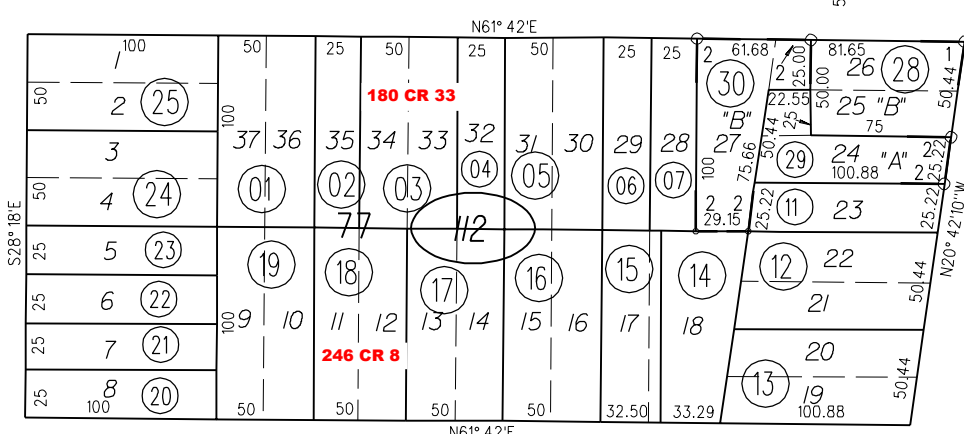 5
N61° 42'E
100 50 25 50 25 50 25 25 2 61.68 81.65 1
1 2 25.00 26 28
50 2 25 100 180 CR 33 30 22.55 50.00 25 "B" 50.44
"B" 25 75
37 36 35 34 33 32 31 30 29 28 27 50.44
3 29 24 "A" 2
04 100.88 2 25.22
50 4 24 01 02 03 05 06 07 100 75.66
2 2 25.22 11 23 25.22
77 112 29.15
S28° 18'E
N20° 42'10"W
25 5 23
19 18 17 16 15 14 12 22
25 6 22 50.44
21
100 9 10 11 12 13 14 15 16 17 18
25 7 21 246 CR 8 20
13 50.44
25 8 20 19
100 50 50 50 50 32.50 33.29 100.88
N61° 42'E